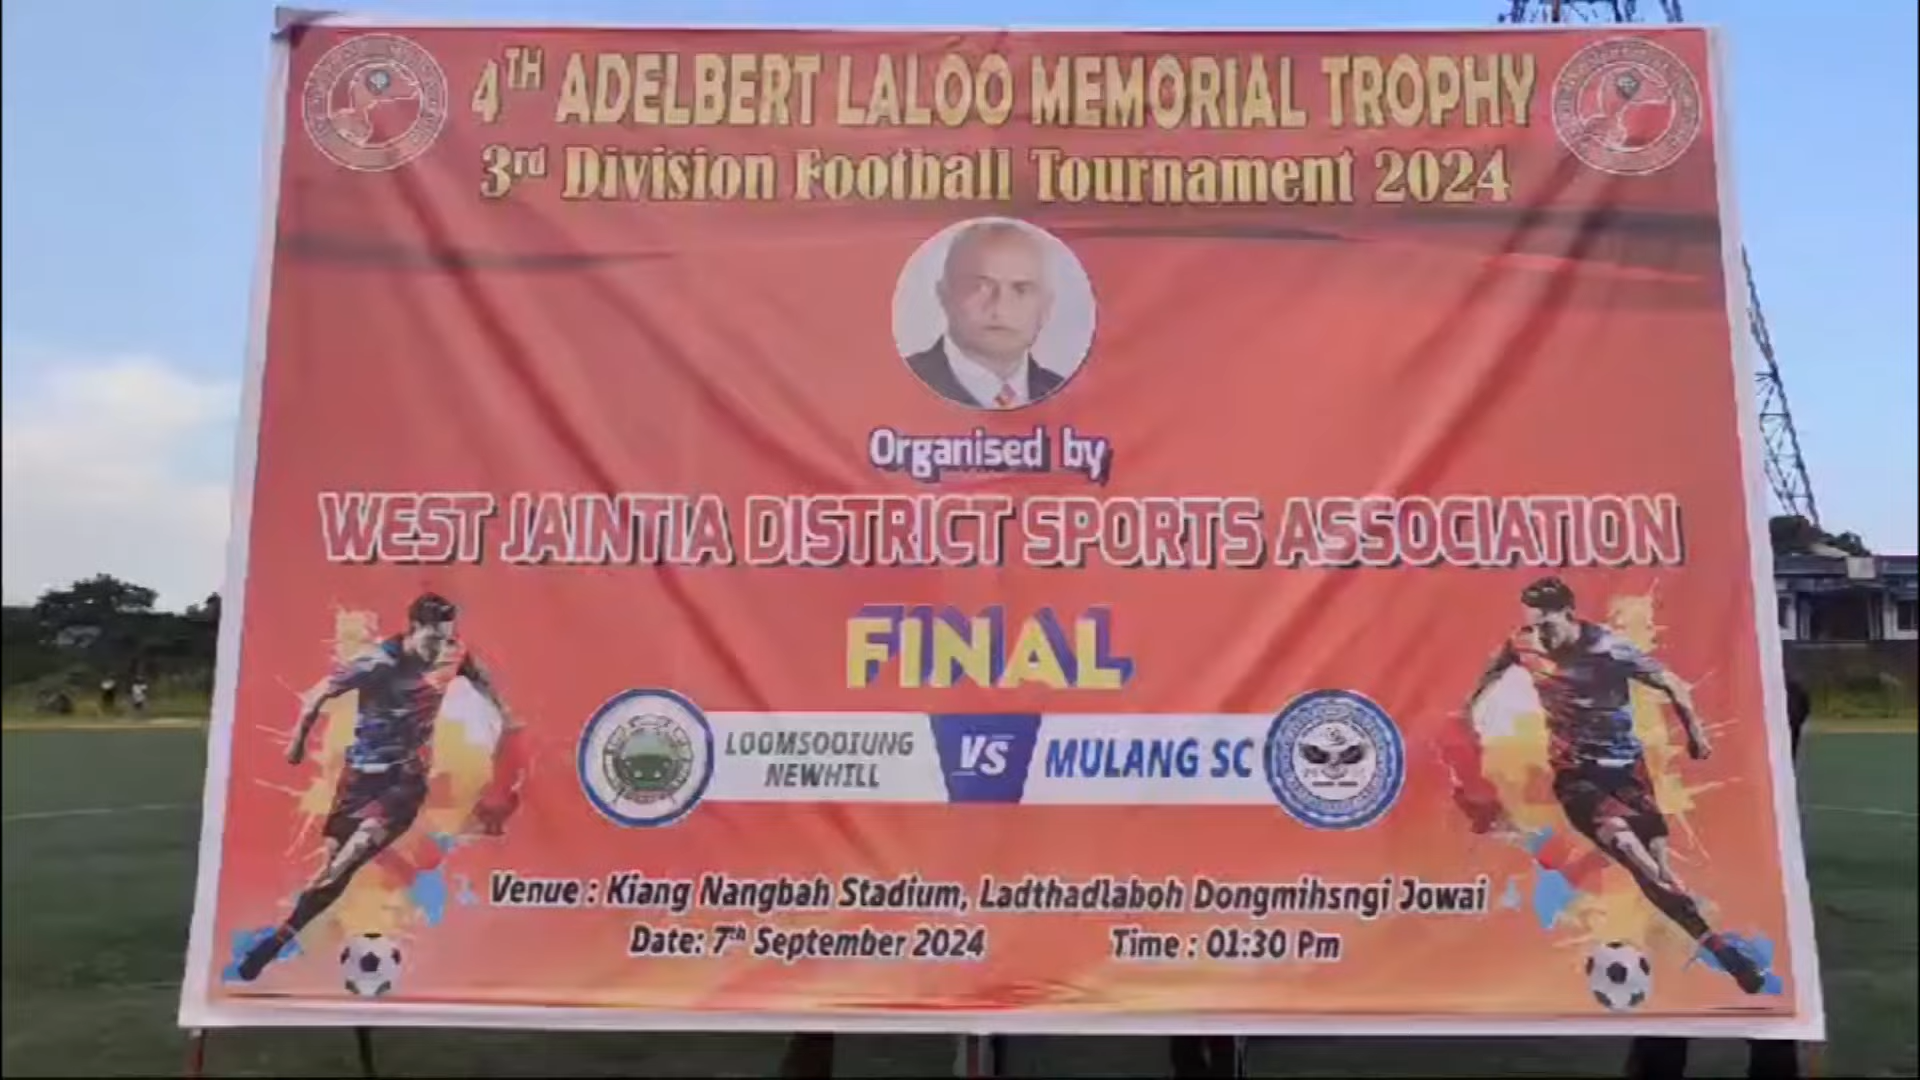 4TH ADELBERT LALOO MEMORIAL TROPHY
3rd Division Football Tournament 2024
Organised by
WEST JAINTIA DISTRICT SPORTS ASSOCIATION
FINAL
LOOMSOOIUNG
NEWHILL
VS
MULANG SC
Venue : Kiang Nangbah Stadium, Ladthadlaboh Dongmihsngi Jowai
Date: 7th September 2024 Time : 01:30 Pm